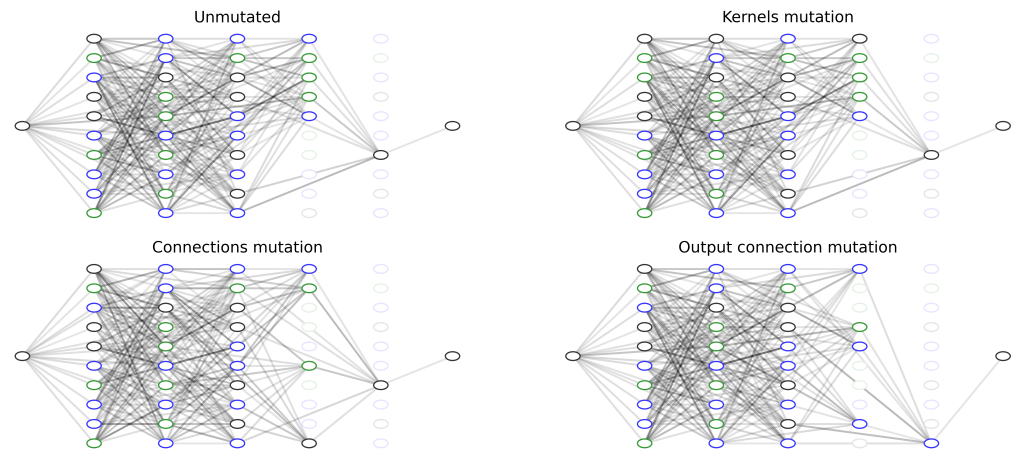 Unmutated
Kernels mutation
Connections mutation
Output connection mutation